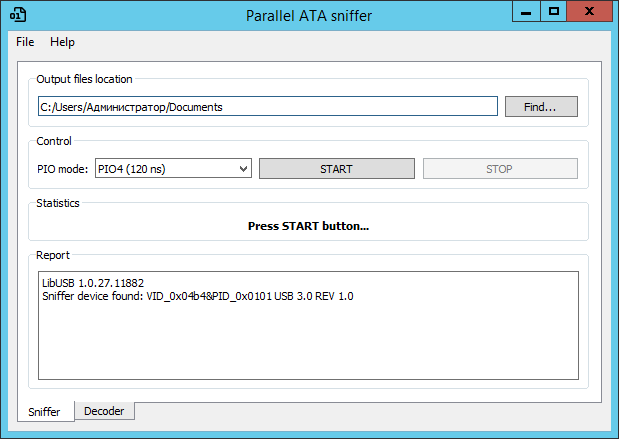 Parallel ATA sniffer
File Help
Output files location
C:/Users/Администратор/Documents Find...
Control
PIO mode: PIO4 (120 ns) START STOP
Statistics
Press START button...
Report
LibUSB 1.0.27.11882
Sniffer device found: VID_0x04b4&PID_0x0101 USB 3.0 REV 1.0
Sniffer Decoder